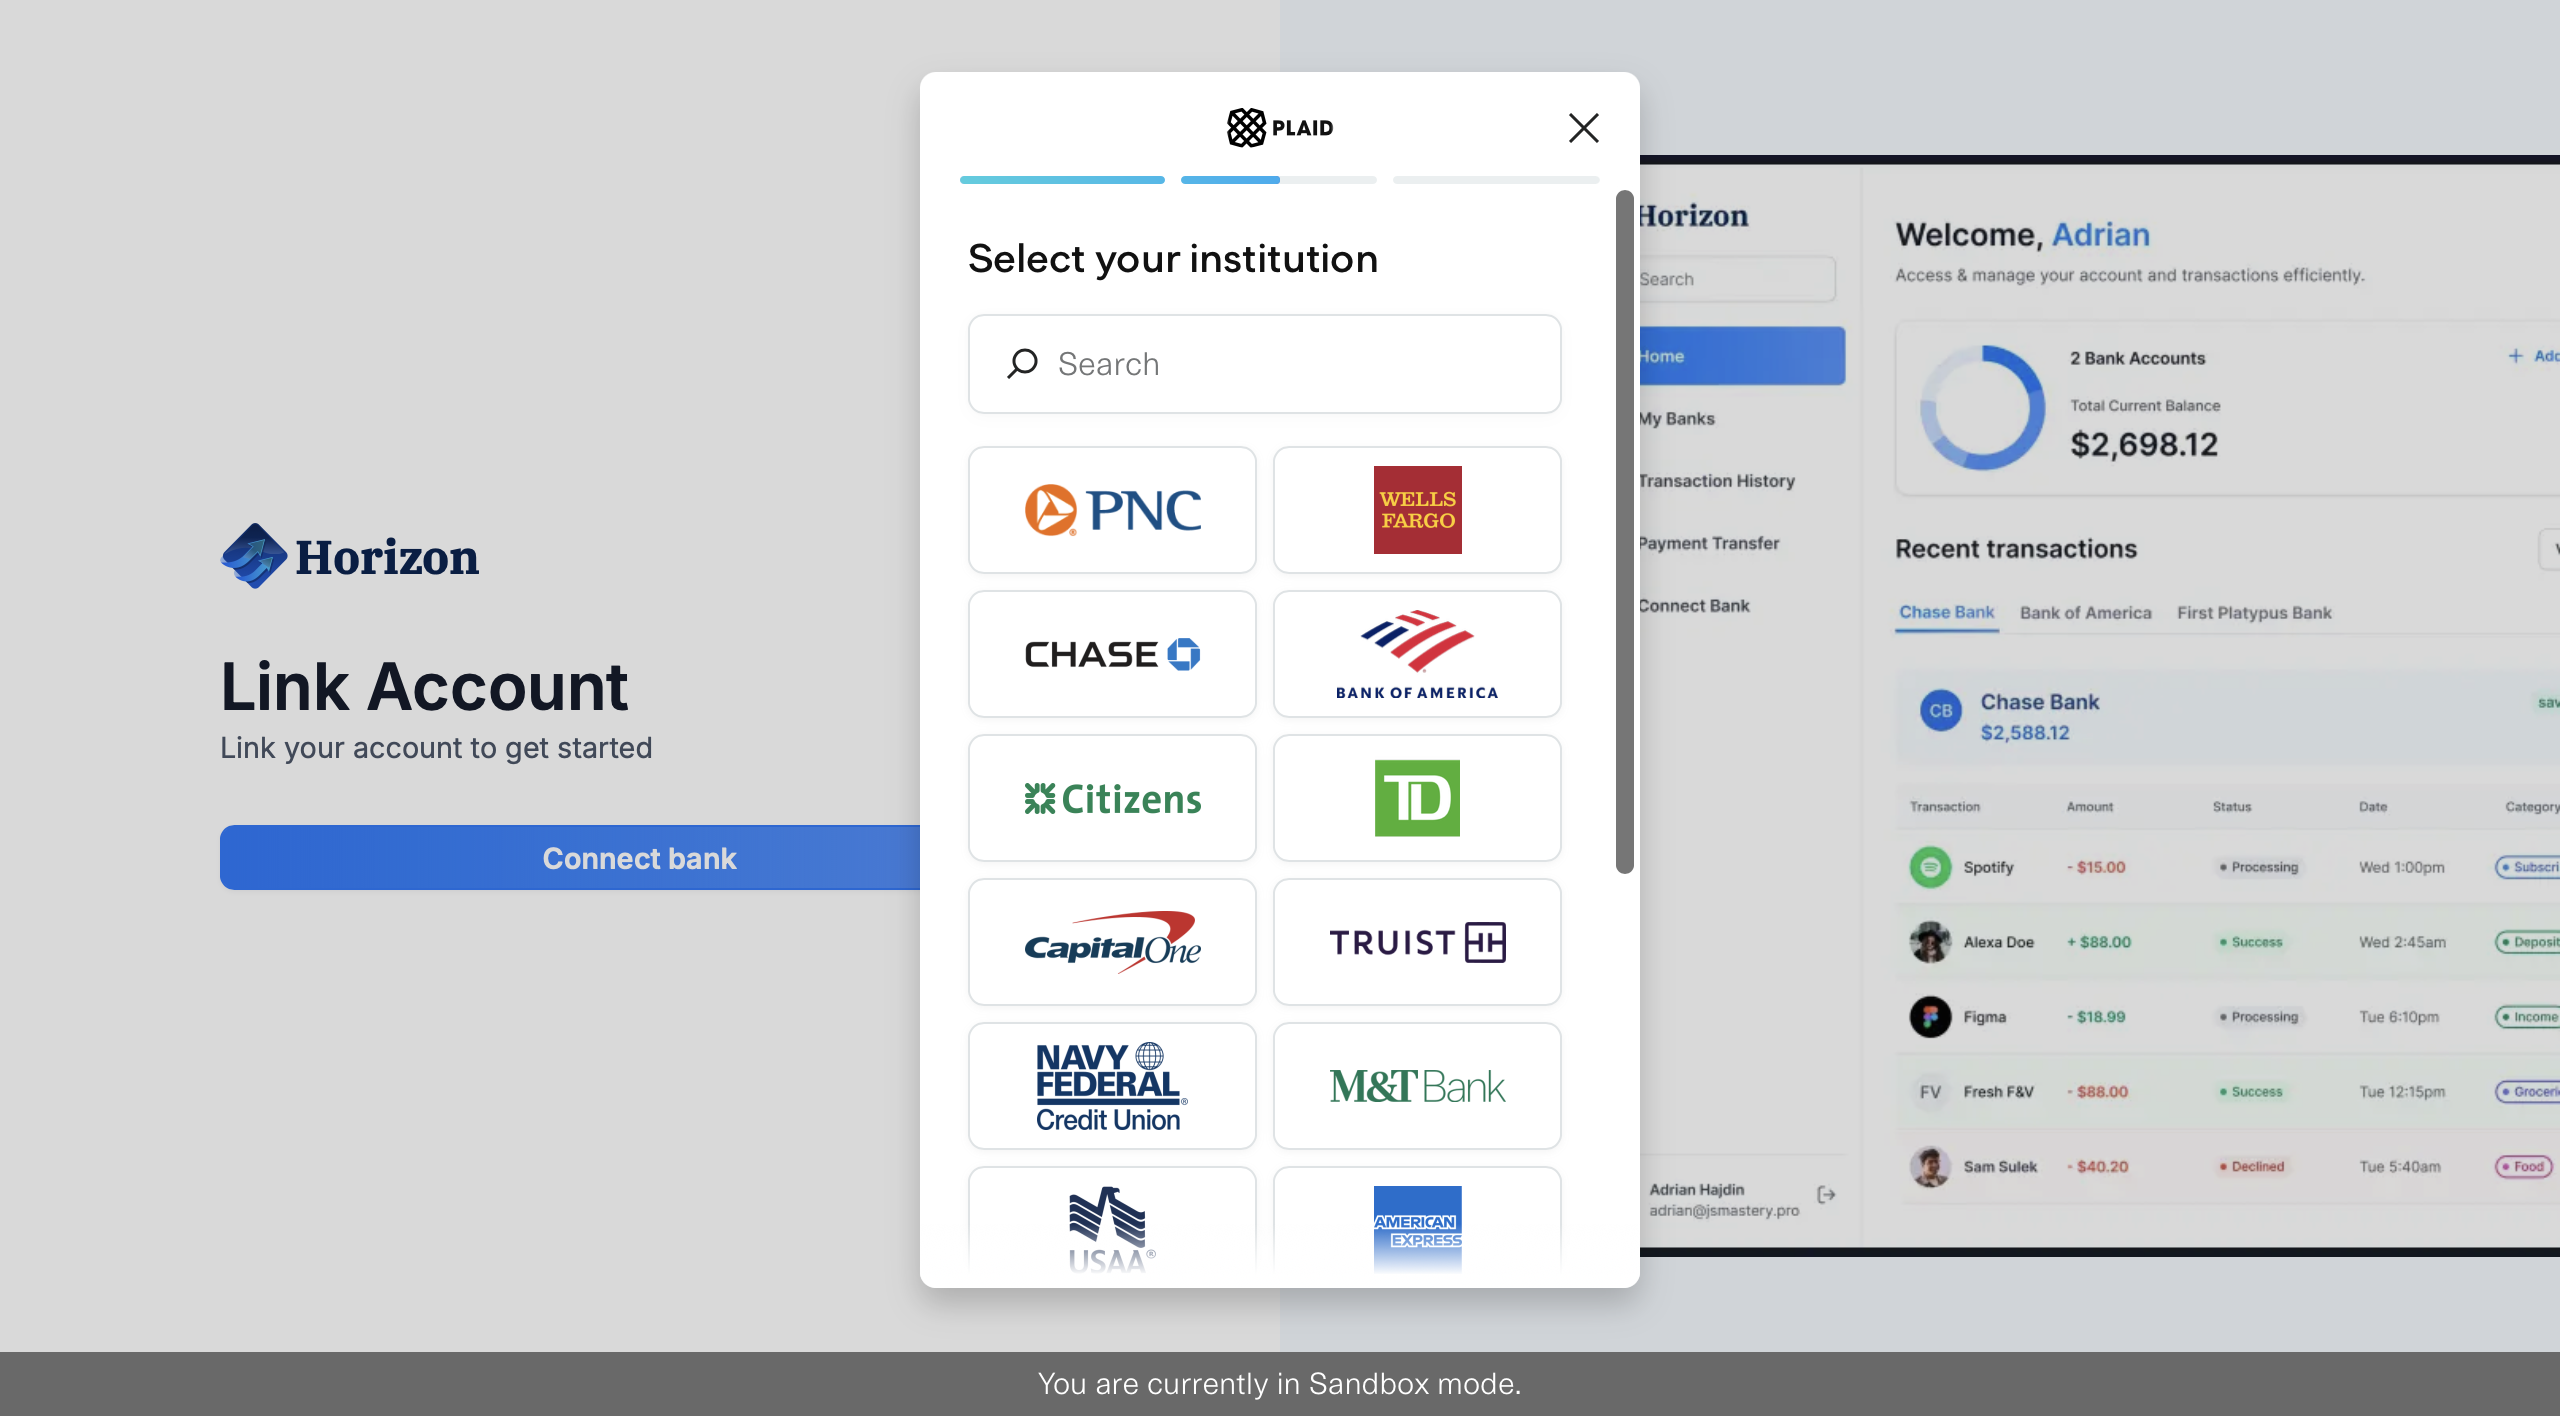 Horizon
Link Account
Link your account to get started
Connect bank
PLAID
Select your institution
Search
PNC
WELLS
FARGO
CHASE
BANK OF AMERICA
Citizens
TD
Capital One
TRUIST
NAVY
FEDERAL
Credit Union
M&T Bank
USAA
AMERICAN
EXPRESS
Horizon
Search
Home
My Banks
Transaction History
Payment Transfer
Connect Bank
Adrian Hajdin
adrian@jsmastery.pro
Welcome, Adrian
Access & manage your account and transactions efficiently.
2 Bank Accounts
+ Add
Total Current Balance
$2,698.12
Recent transactions
Chase Bank Bank of America First Platypus Bank
CB
Chase Bank
sav
$2,588.12
Transaction Amount Status Date Category
Spotify - $15.00 Processing Wed 1:00pm Subscri
Alexa Doe + $88.00 Success Wed 2:45am Deposit
Figma - $18.99 Processing Tue 6:10pm Income
FV Fresh F&V - $88.00 Success Tue 12:15pm Groceri
Sam Sulek - $40.20 Declined Tue 5:40am Food
You are currently in Sandbox mode.